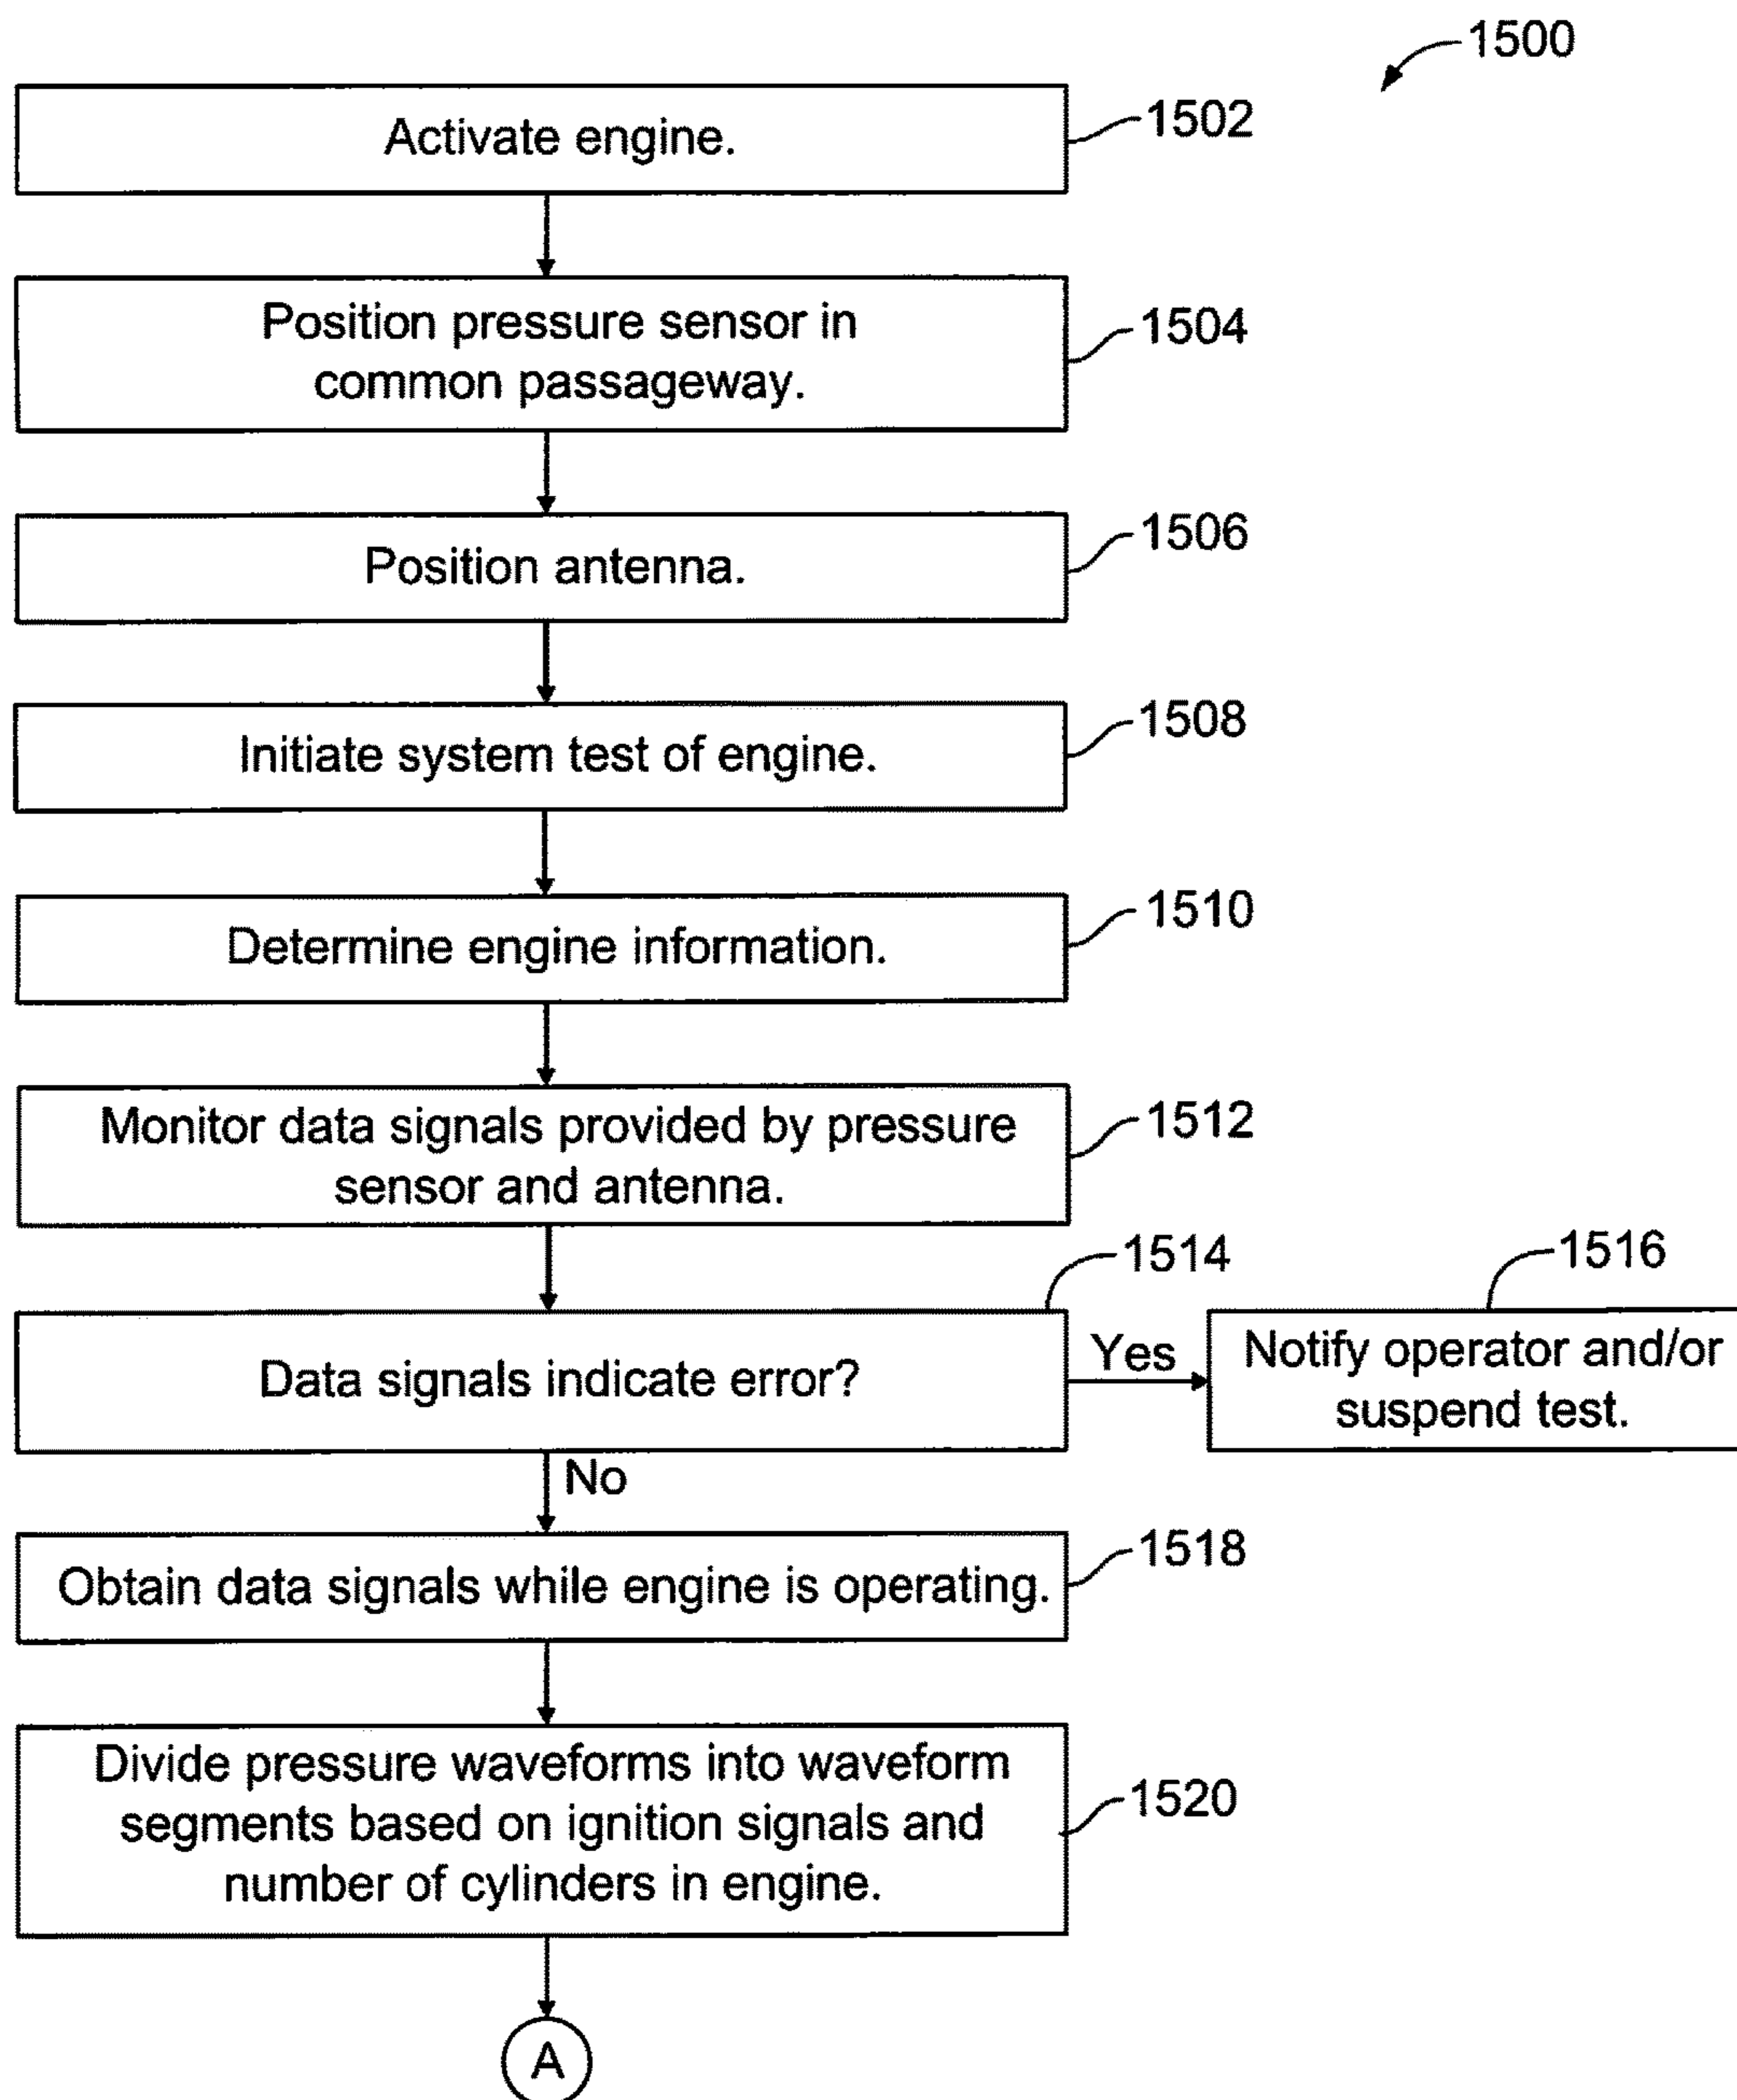 1500
Activate engine.
1502
Position pressure sensor in
common passageway.
1504
Position antenna.
1506
Initiate system test of engine.
1508
Determine engine information.
1510
Monitor data signals provided by pressure
sensor and antenna.
1512
Data signals indicate error?
1514
Yes
Notify operator and/or
suspend test.
1516
No
Obtain data signals while engine is operating.
1518
Divide pressure waveforms into waveform
segments based on ignition signals and
number of cylinders in engine.
1520
A